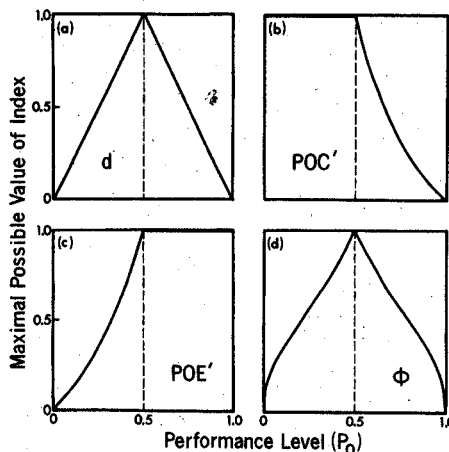 Maximal Possible Value of Index
(a)
1.0
0.5
0
d
(b)
POC'
(c)
1.0
0.5
0
POE'
0
0.5
1.0
(d)
Φ
0
0.5
1.0
Performance Level (P₀)